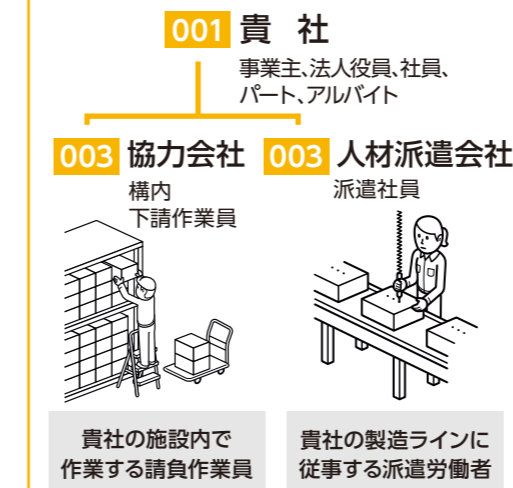 001 貴 社
事業主、法人役員、社員、
パート、アルバイト
003 協力会社
構内
下請作業員
003 人材派遣会社
派遣社員
貴社の施設内で
作業する請負作業員
貴社の製造ラインに
従事する派遣労働者